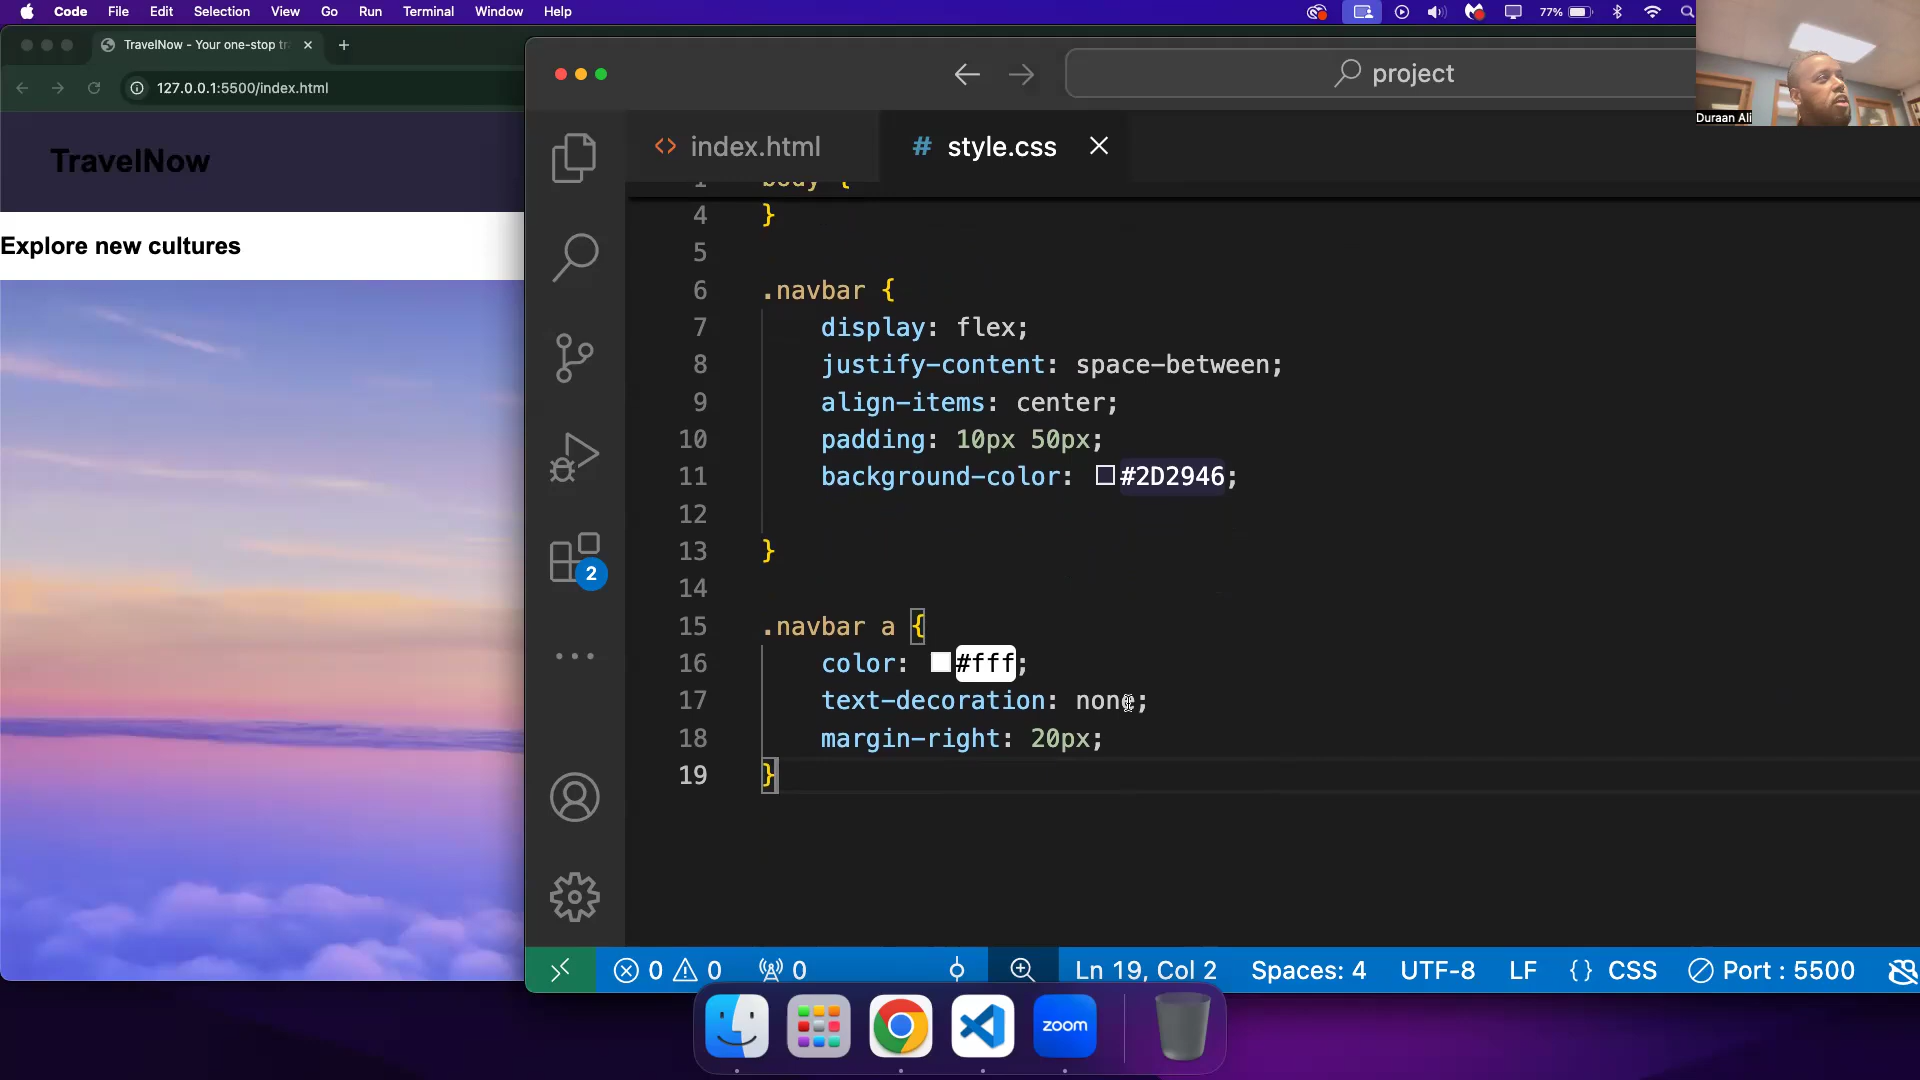 Code File Edit Selection View Go Run Terminal Window Help
77%
TravelNow - Your one-stop tr
127.0.0.1:5500/index.html
TravelNow
Explore new cultures
project
Duraan Ali
index.html
# style.css
1 body {
4 }
5
6 .navbar {
7 display: flex;
8 justify-content: space-between;
9 align-items: center;
10 padding: 10px 50px;
11 background-color: #2D2946;
12
13 }
14
15 .navbar a {
16 color: #fff;
17 text-decoration: none;
18 margin-right: 20px;
19 }
2
0 0 0
Ln 19, Col 2 Spaces: 4 UTF-8 LF {} CSS Port : 5500
zoom